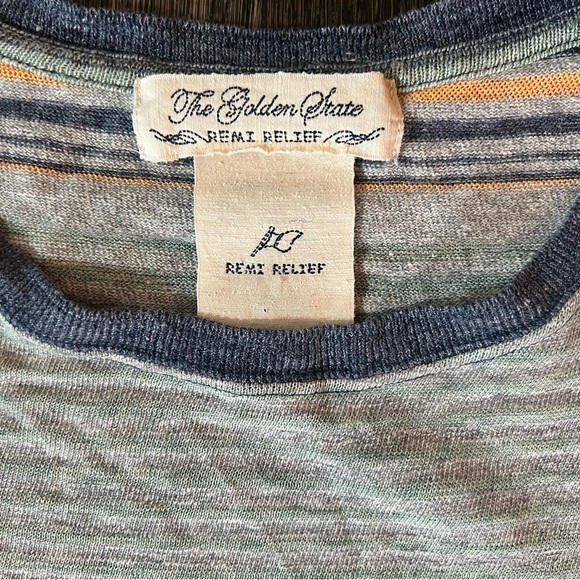 The Golden State
REMI RELIEF
REMI RELIEF